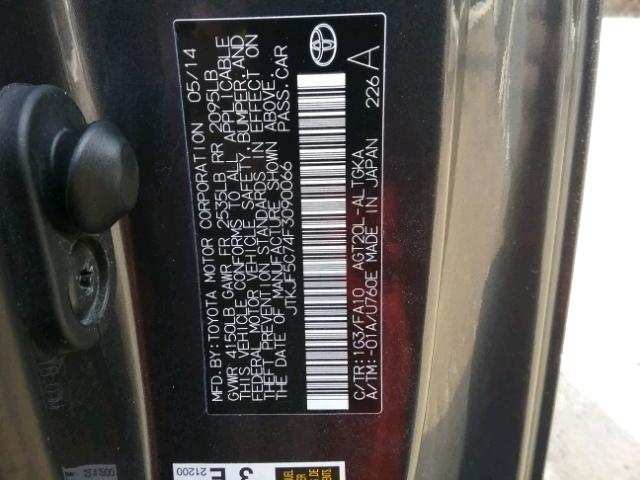 MFD. BY: TOYOTA MOTOR CORPORATION 05/14
GVWR 4150LB GAWR FR 2535LB RR 2095LB
THIS VEHICLE CONFORMS TO ALL APPLICABLE
FEDERAL MOTOR VEHICLE SAFETY, BUMPER, AND
THEFT PREVENTION STANDARDS IN EFFECT ON
THE DATE OF MANUFACTURE SHOWN ABOVE.
JTKJF5C74F3090066 PASS. CAR
C/TR: 1G3/FA10 AGT20L-ALTGKA
A/TM: -01A/U760E MADE IN JAPAN
226 A
21200